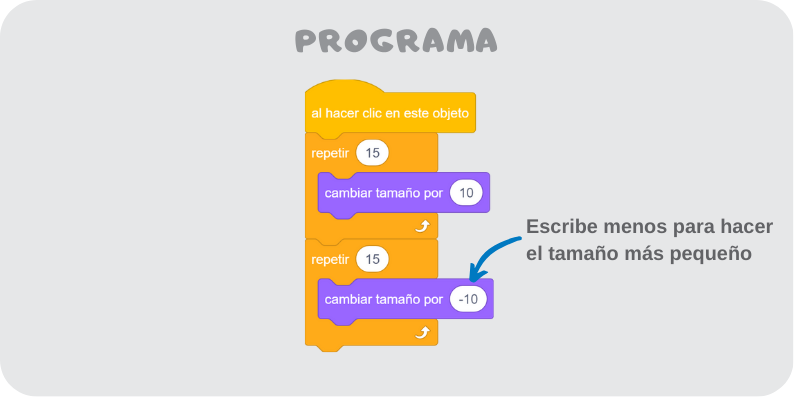 PROGRAMA
al hacer clic en este objeto
repetir 15
cambiar tamaño por 10
repetir 15
cambiar tamaño por -10
Escribe menos para hacer
el tamaño más pequeño